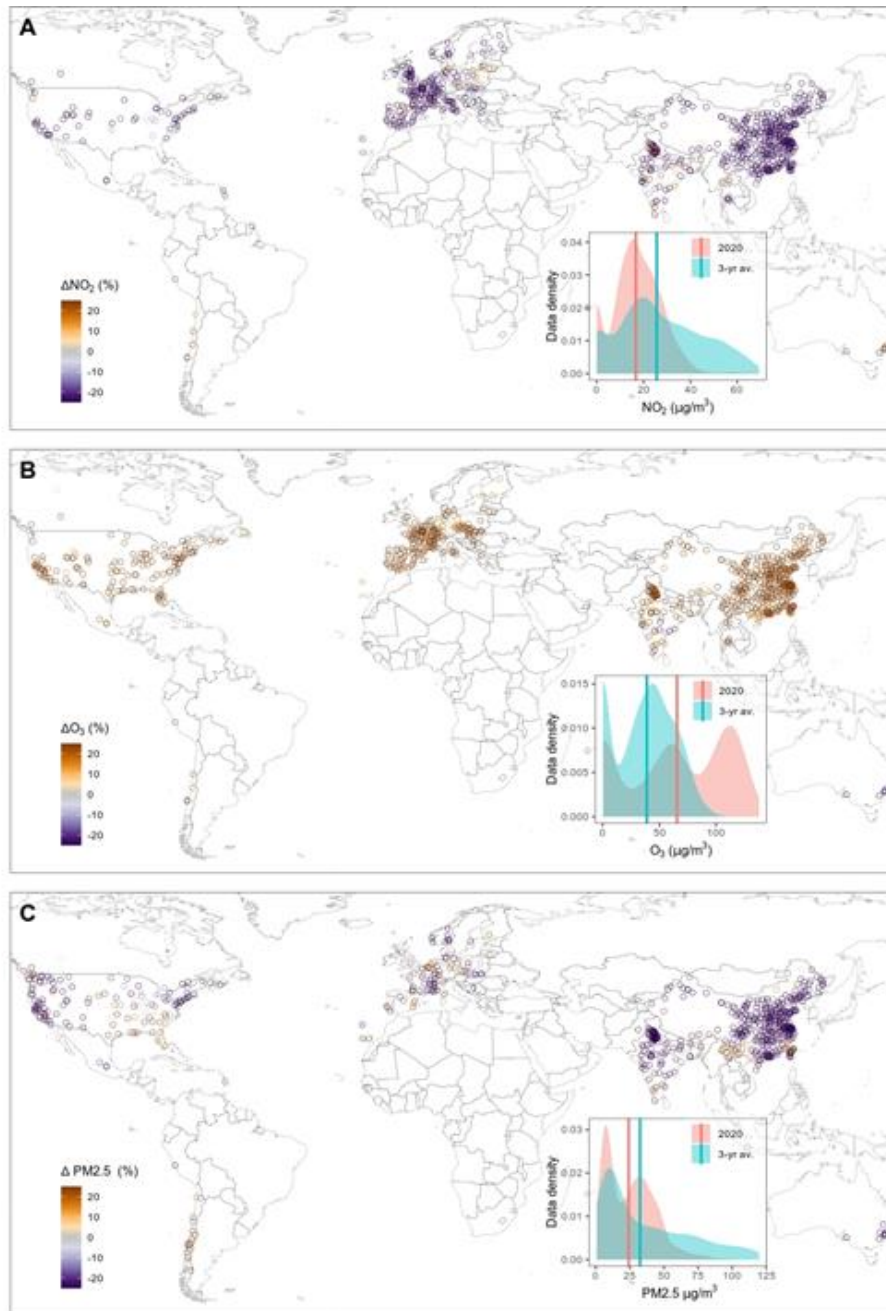 A
ΔNO₂ (%)
20
10
0
-10
-20
2020
3-yr av.
Data density
0.04
0.03
0.02
0.01
0.00
0 20 40 60
NO₂ (µg/m³)
B
ΔO₃ (%)
20
10
0
-10
-20
2020
3-yr av.
Data density
0.015
0.010
0.005
0.000
0 50 100
O₃ (µg/m³)
C
Δ PM2.5 (%)
20
10
0
-10
-20
2020
3-yr av.
Data density
0.03
0.02
0.01
0.00
0 25 50 75 100 125
PM2.5 µg/m³